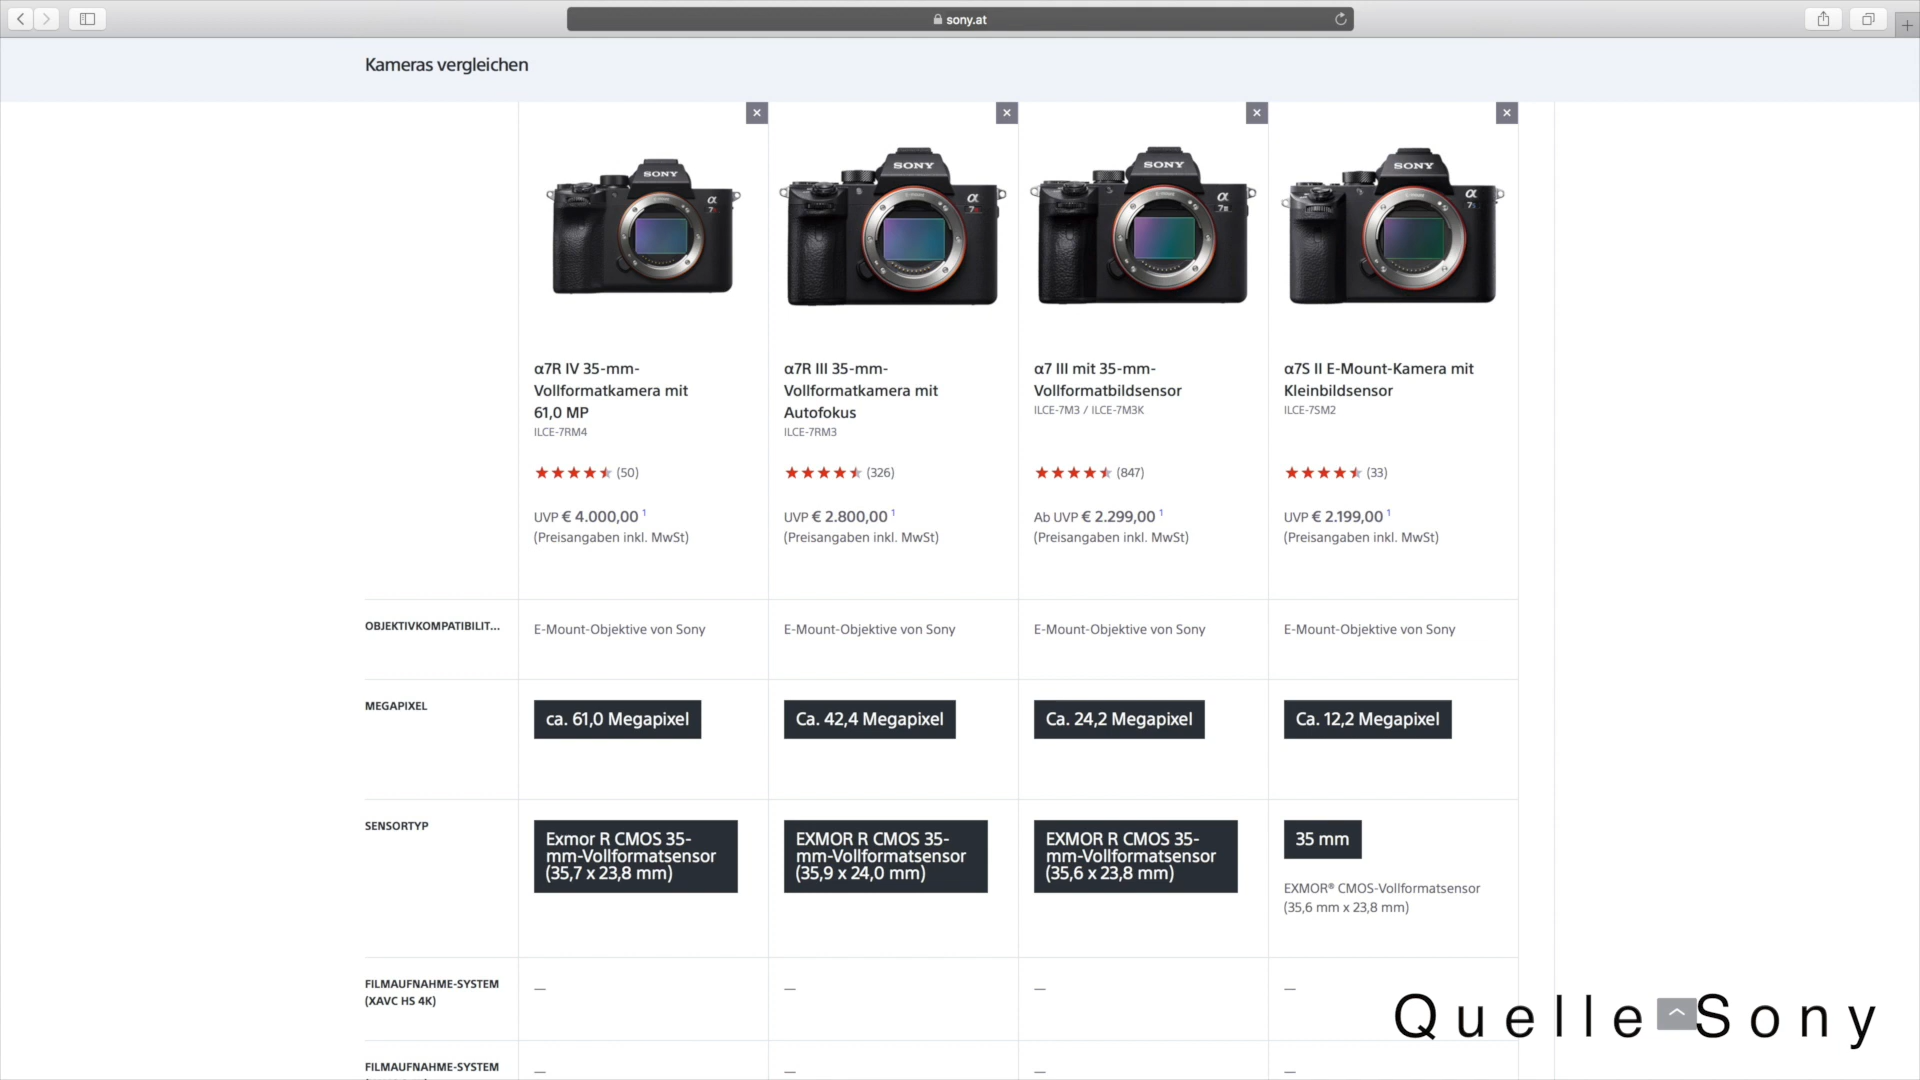 sony.at
Kameras vergleichen
SONY
α
7R
SONY
α
7R
SONY
α
7III
SONY
α
7S
α7R IV 35-mm-
Vollformatkamera mit
61,0 MP
ILCE-7RM4
(50)
UVP € 4.000,00 1
(Preisangaben inkl. MwSt)
α7R III 35-mm-
Vollformatkamera mit
Autofokus
ILCE-7RM3
(326)
UVP € 2.800,00 1
(Preisangaben inkl. MwSt)
α7 III mit 35-mm-
Vollformatbildsensor
ILCE-7M3 / ILCE-7M3K
(847)
Ab UVP € 2.299,00 1
(Preisangaben inkl. MwSt)
α7S II E-Mount-Kamera mit
Kleinbildsensor
ILCE-7SM2
(33)
UVP € 2.199,00 1
(Preisangaben inkl. MwSt)
OBJEKTIVKOMPATIBILIT...
E-Mount-Objektive von Sony
E-Mount-Objektive von Sony
E-Mount-Objektive von Sony
E-Mount-Objektive von Sony
MEGAPIXEL
ca. 61,0 Megapixel
Ca. 42,4 Megapixel
Ca. 24,2 Megapixel
Ca. 12,2 Megapixel
SENSORTYP
Exmor R CMOS 35-
mm-Vollformatsensor
(35,7 x 23,8 mm)
EXMOR R CMOS 35-
mm-Vollformatsensor
(35,9 x 24,0 mm)
EXMOR R CMOS 35-
mm-Vollformatsensor
(35,6 x 23,8 mm)
35 mm
EXMOR® CMOS-Vollformatsensor
(35,6 mm x 23,8 mm)
FILMAUFNAHME-SYSTEM
(XAVC HS 4K)
—
—
—
—
FILMAUFNAHME-SYSTEM
—
—
—
—
Quelle Sony